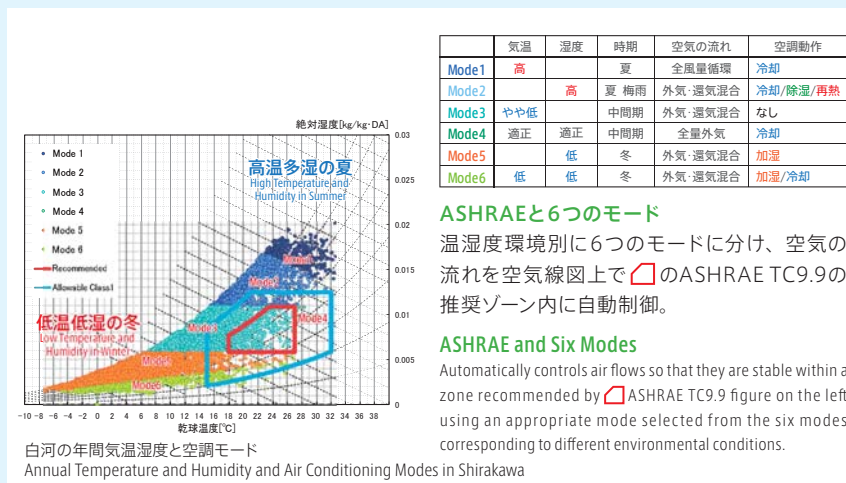 気温 湿度 時期 空気の流れ 空調動作
Mode1 高 夏 全風量循環 冷却
Mode2 高 夏 梅雨 外気·還気混合 冷却/除湿/再熱
Mode3 やや低 中間期 外気·還気混合 なし
Mode4 適正 適正 中間期 全量外気 冷却
Mode5 低 冬 外気·還気混合 加湿
Mode6 低 低 冬 外気·還気混合 加湿/冷却
絶対湿度[kg/kg·DA]
0.03
0.025
0.02
0.015
0.01
0.005
0
Mode 1
Mode 2
Mode 3
Mode 4
Mode 5
Mode 6
Recommended
Allowable Class1
高温多湿の夏
High Temperature and
Humidity in Summer
Mode1
Mode2
Mode3
Mode4
Mode5
Mode6
低温低湿の冬
Low Temperature and
Humidity in Winter
-10 -8 -6 -4 -2 0 2 4 6 8 10 12 14 16 18 20 22 24 26 28 30 32 34 36 38
乾球温度[℃]
白河の年間気温湿度と空調モード
Annual Temperature and Humidity and Air Conditioning Modes in Shirakawa
ASHRAEと6つのモード
温湿度環境別に6つのモードに分け、空気の
流れを空気線図上で のASHRAE TC9.9の
推奨ゾーン内に自動制御。
ASHRAE and Six Modes
Automatically controls air flows so that they are stable within a
zone recommended by ASHRAE TC9.9 figure on the left
using an appropriate mode selected from the six modes
corresponding to different environmental conditions.